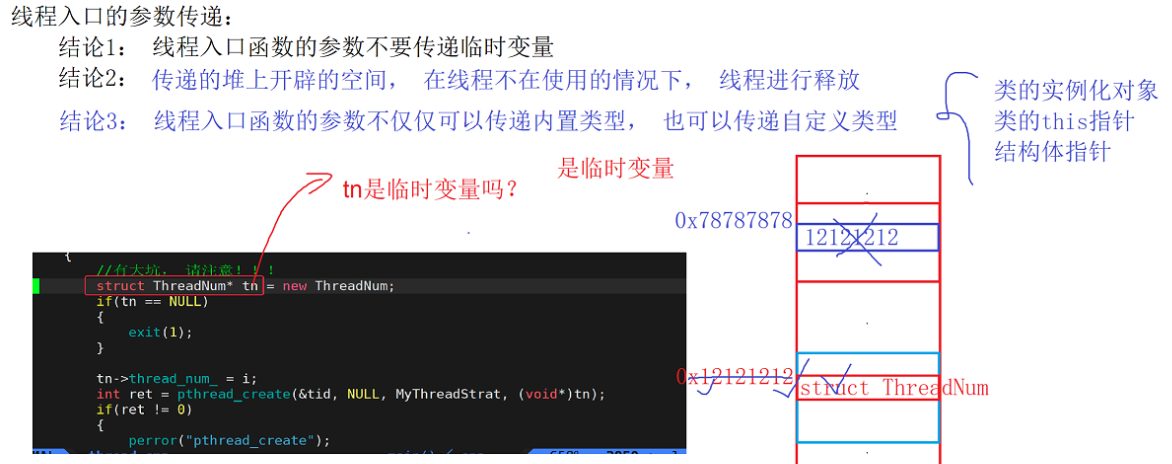 线程入口的参数传递：
结论1： 线程入口函数的参数不要传递临时变量
结论2： 传递的堆上开辟的空间， 在线程不在使用的情况下， 线程进行释放
结论3： 线程入口函数的参数不仅仅可以传递内置类型， 也可以传递自定义类型
类的实例化对象
类的this指针
结构体指针
tn是临时变量吗？
是临时变量
0x78787878
12121212
0x12121212
struct ThreadNum
{
//有大坑， 请注意！！！
struct ThreadNum* tn = new ThreadNum;
if(tn == NULL)
{
exit(1);
}
tn->thread_num_ = i;
int ret = pthread_create(&tid, NULL, MyThreadStrat, (void*)tn);
if(ret != 0)
{
perror("pthread_create");